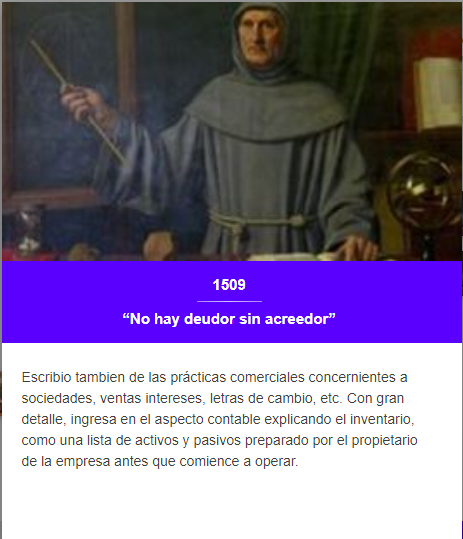 1509
“No hay deudor sin acreedor”
Escribio tambien de las prácticas comerciales concernientes a
sociedades, ventas intereses, letras de cambio, etc. Con gran
detalle, ingresa en el aspecto contable explicando el inventario,
como una lista de activos y pasivos preparado por el propietario
de la empresa antes que comience a operar.